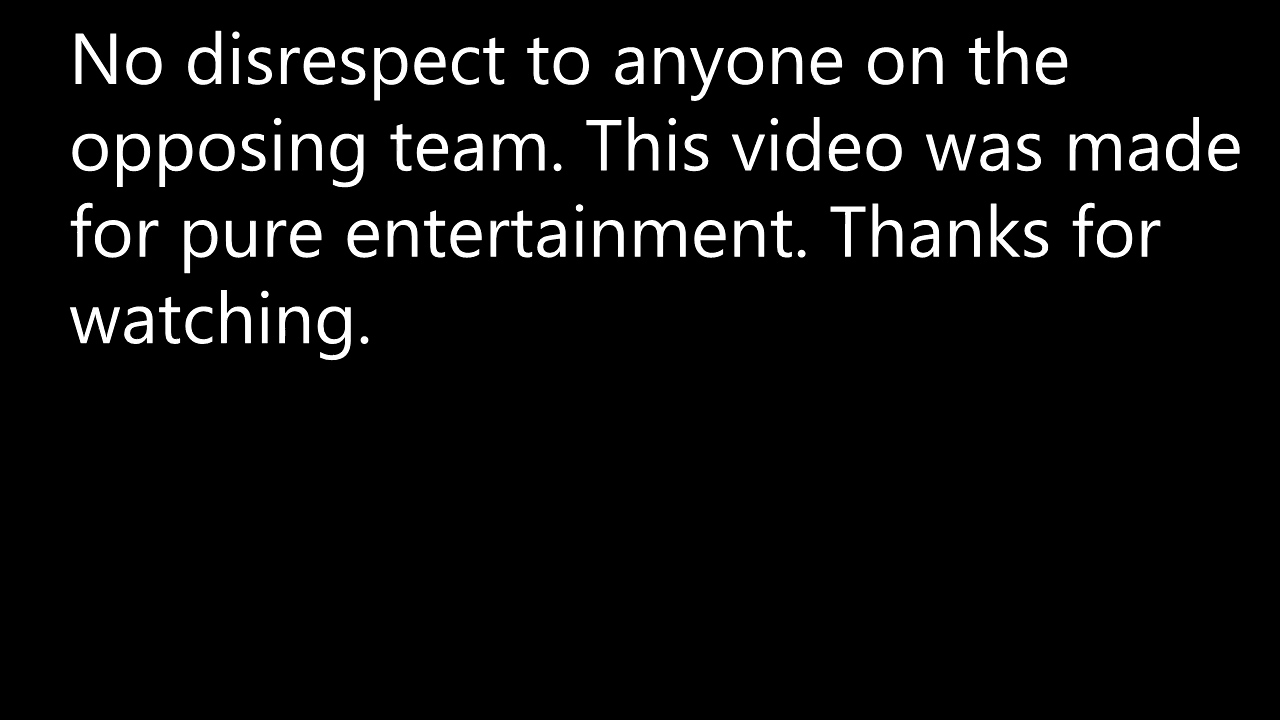 No disrespect to anyone on the
opposing team. This video was made
for pure entertainment. Thanks for
watching.